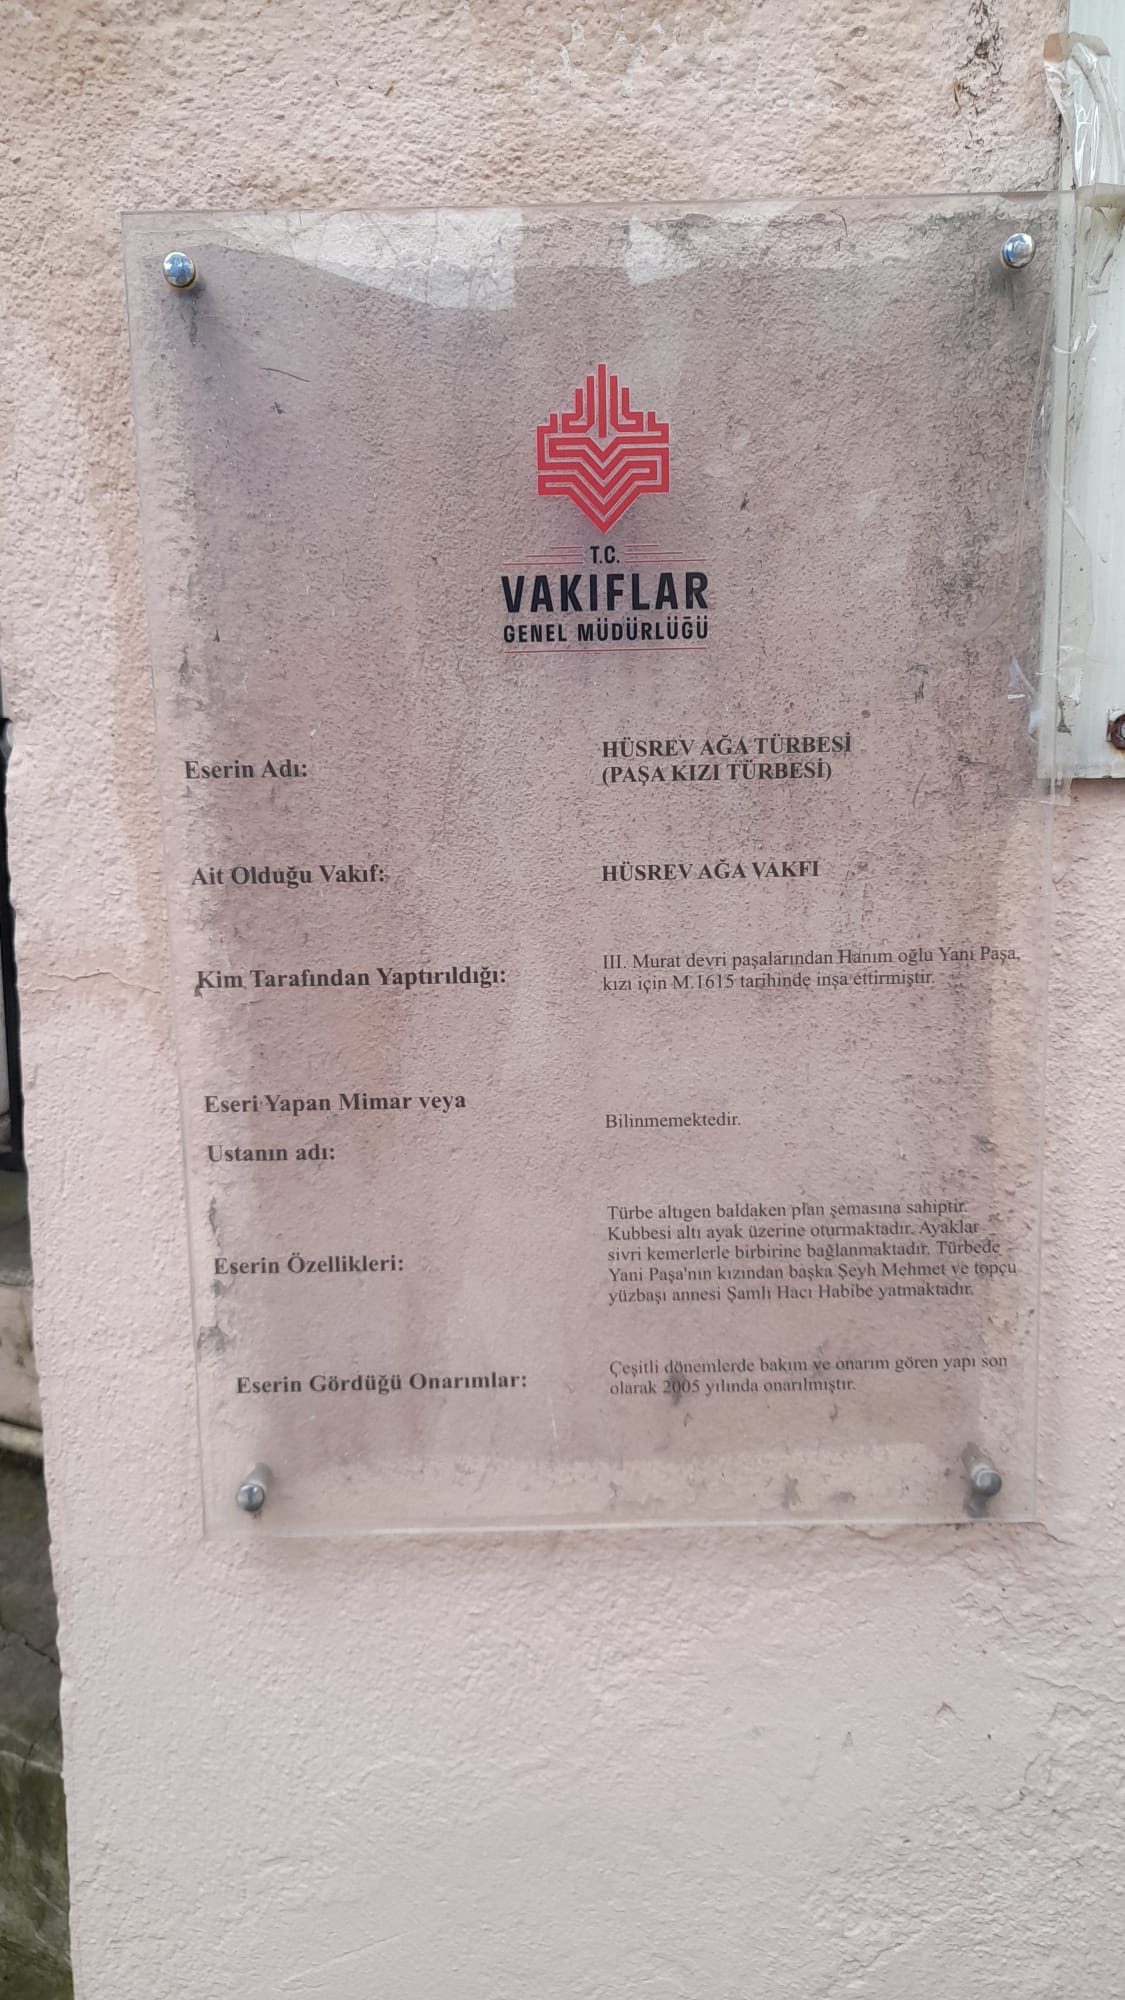 T.C.
VAKIFLAR
GENEL MÜDÜRLÜĞÜ
Eserin Adı:
HÜSREV AĞA TÜRBESİ
(PAŞA KIZI TÜRBESİ)
Ait Olduğu Vakıf:
HÜSREV AĞA VAKFI
Kim Tarafından Yaptırıldığı:
III. Murat devri paşalarından Hanım oğlu Yani Paşa,
kızı için M.1615 tarihinde inşa ettirmiştir.
Eseri Yapan Mimar veya
Ustanın adı:
Bilinmemektedir.
Eserin Özellikleri:
Türbe altıgen baldaken plan şemasına sahiptir.
Kubbesi altı ayak üzerine oturmaktadır. Ayaklar
sivri kemerlerle birbirine bağlanmaktadır. Türbede
Yani Paşa'nın kızından başka Şeyh Mehmet ve topçu
yüzbaşı annesi Şamlı Hacı Habibe yatmaktadır.
Eserin Gördüğü Onarımlar:
Çeşitli dönemlerde bakım ve onarım gören yapı son
olarak 2005 yılında onarılmıştır.